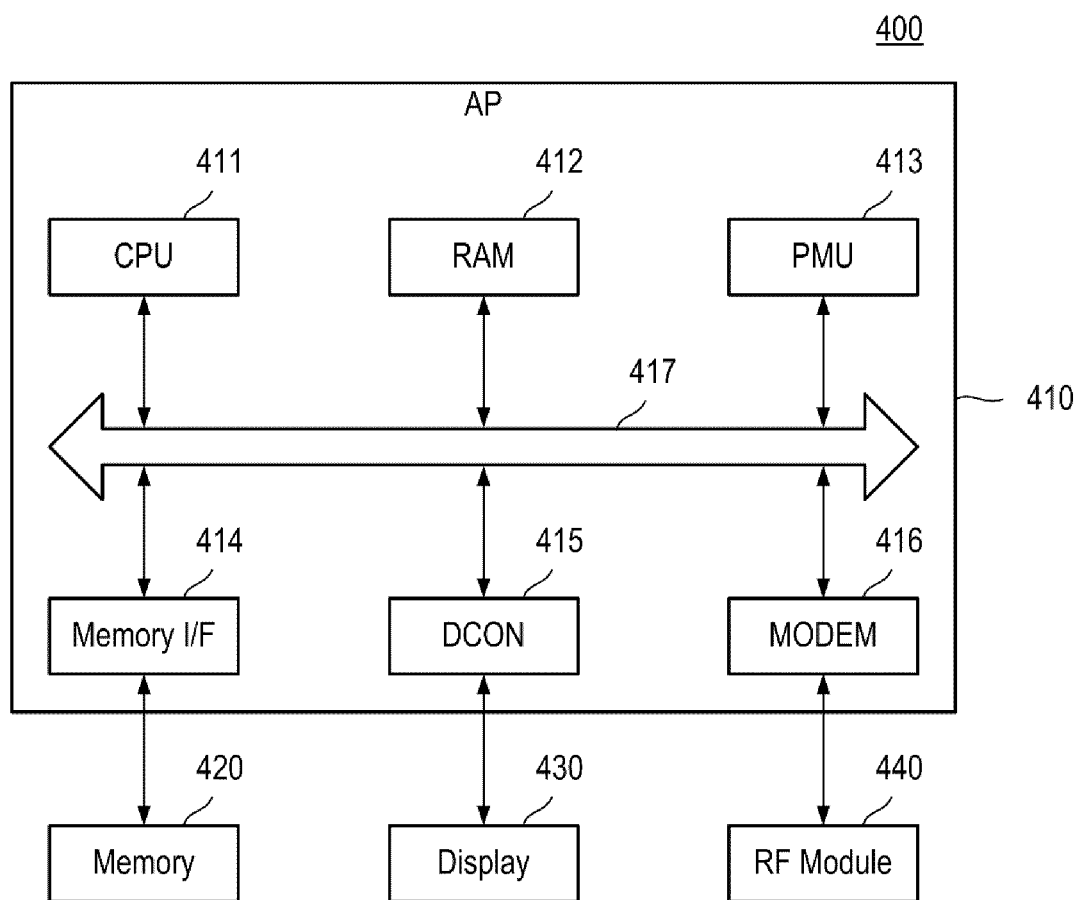 400
AP
411
412
413
CPU
RAM
PMU
417
410
414
415
416
Memory I/F
DCON
MODEM
420
430
440
Memory
Display
RF Module